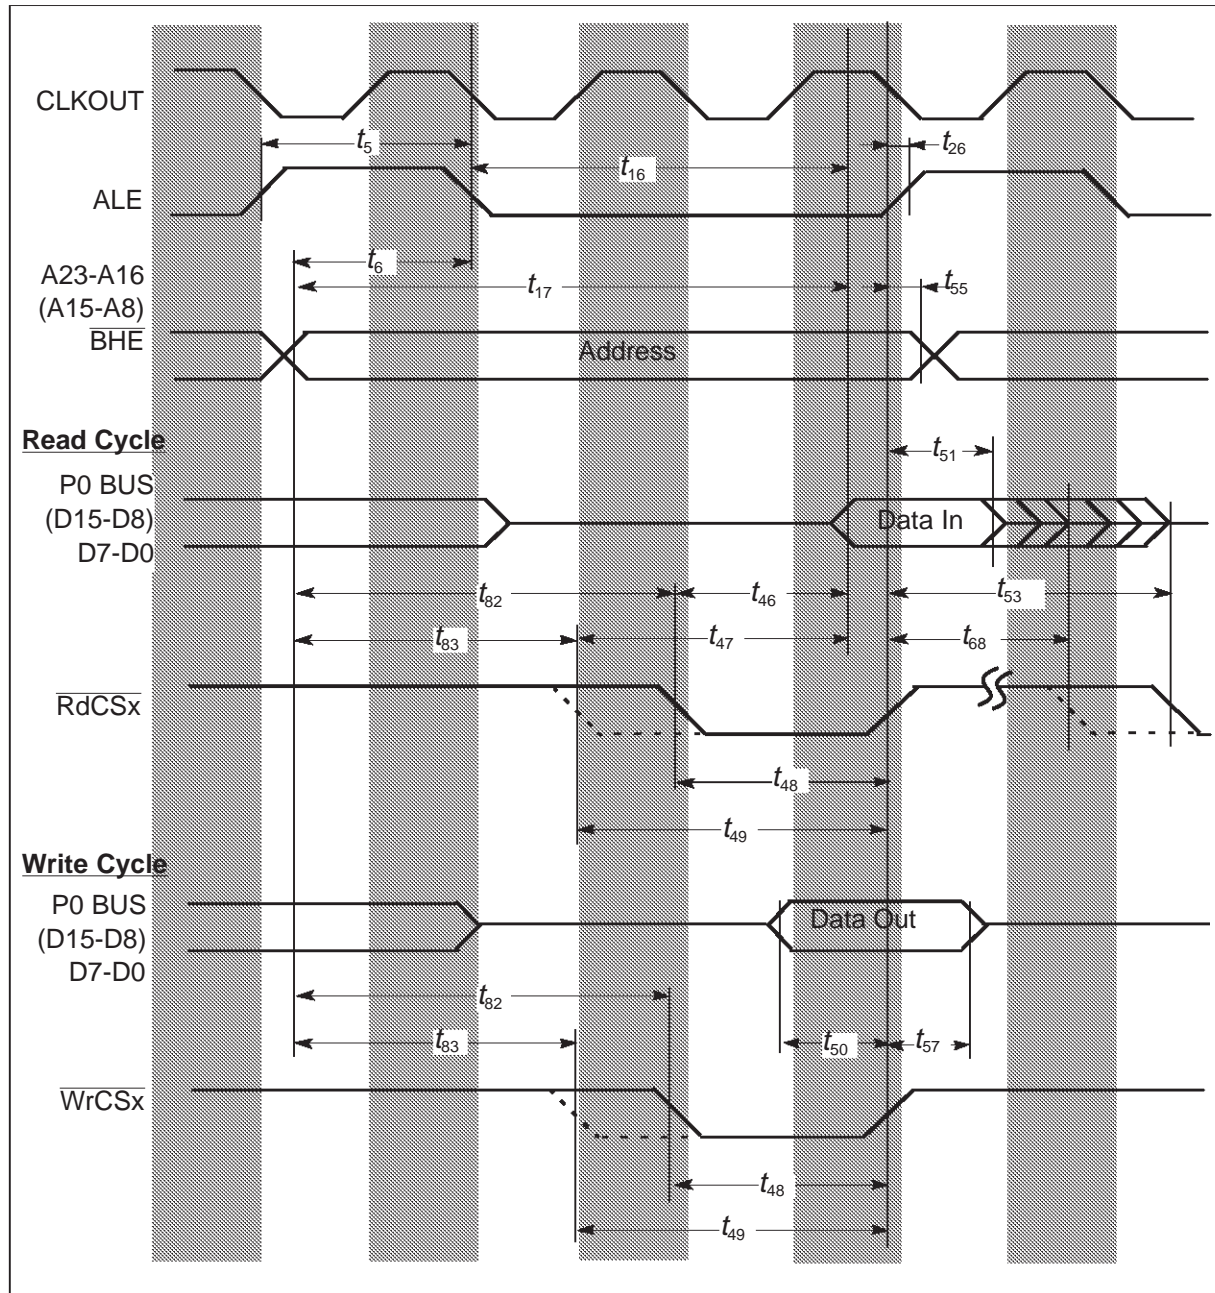 CLKOUT
t5
t26
t16
ALE
t6
A23-A16
t17
t55
(A15-A8)
BHE
Address
Read Cycle
t51
P0 BUS
(D15-D8)
Data In
D7-D0
t82
t46
t53
t83
t47
t68
RdCSx
t48
t49
Write Cycle
P0 BUS
Data Out
(D15-D8)
D7-D0
t82
t83
t50
t57
WrCSx
t48
t49